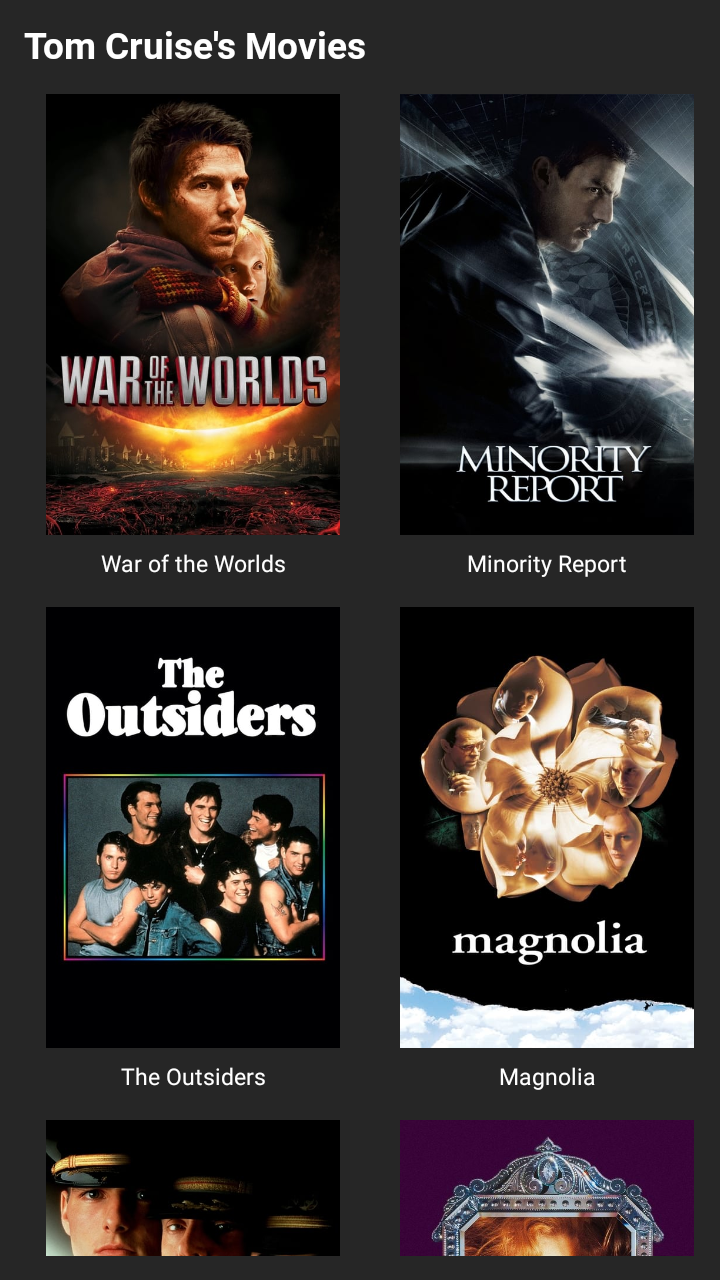 Tom Cruise's Movies
WAR OF THE WORLDS
MINORITY
REPORT
War of the Worlds
Minority Report
The
Outsiders
magnolia
The Outsiders
Magnolia